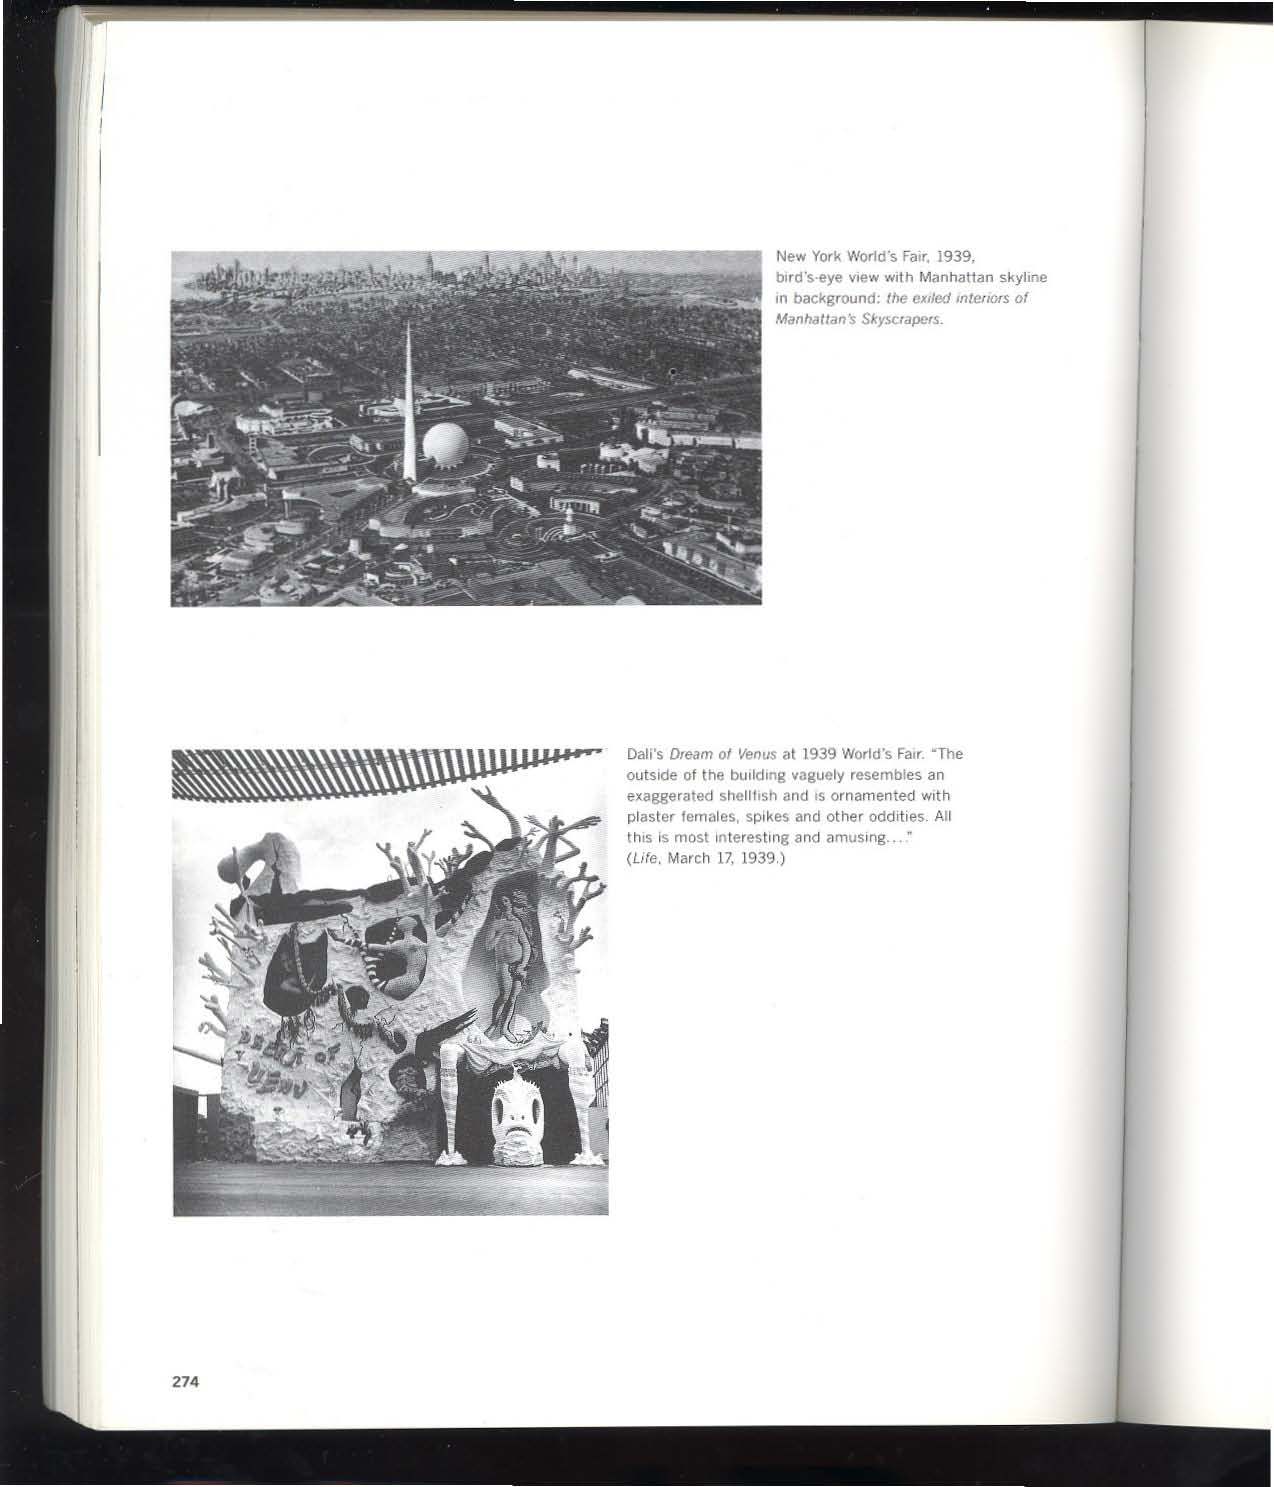 New York World's Fair, 1939,
bird's-eye view with Manhattan skyline
in background: the exiled interiors of
Manhattan's Skyscrapers.
Dali's Dream of Venus at 1939 World's Fair. "The
outside of the building vaguely resembles an
exaggerated shellfish and is ornamented with
plaster females, spikes and other oddities. All
this is most interesting and amusing...."
(Life, March 17, 1939.)
DREAM OF
VENU
274